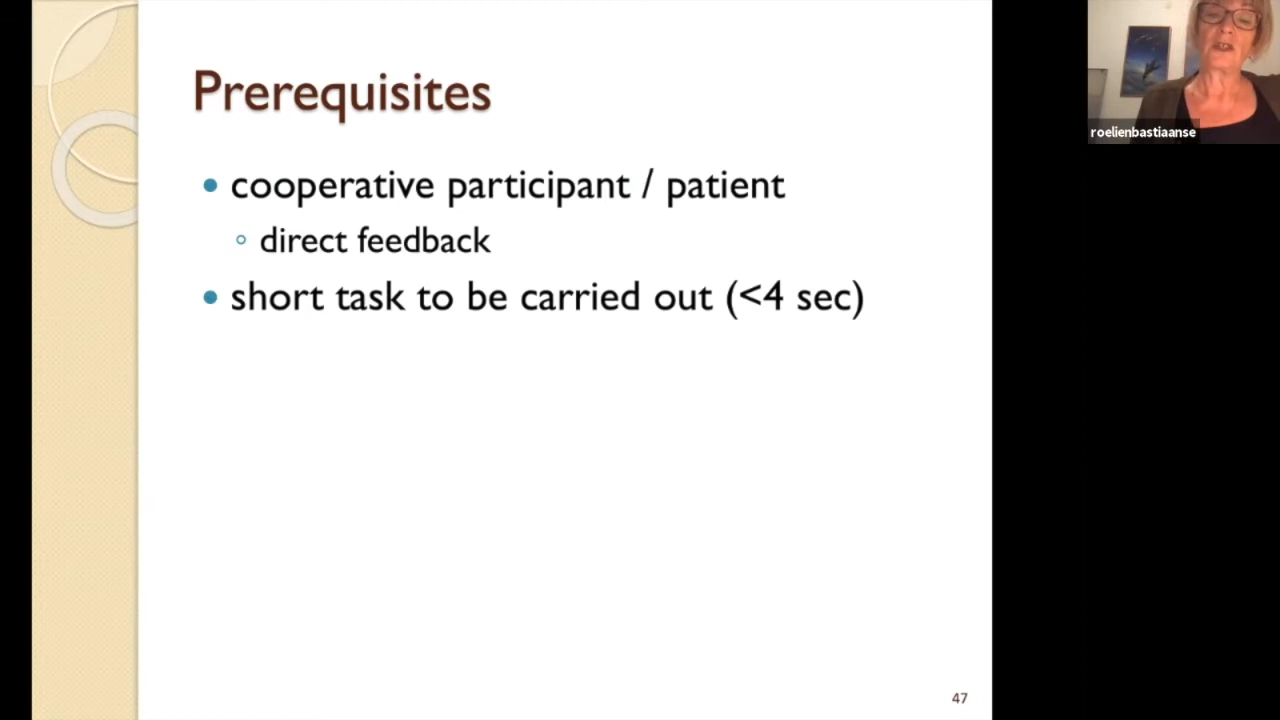 Prerequisites
cooperative participant / patient
direct feedback
short task to be carried out (<4 sec)
47
roelienbastiaanse